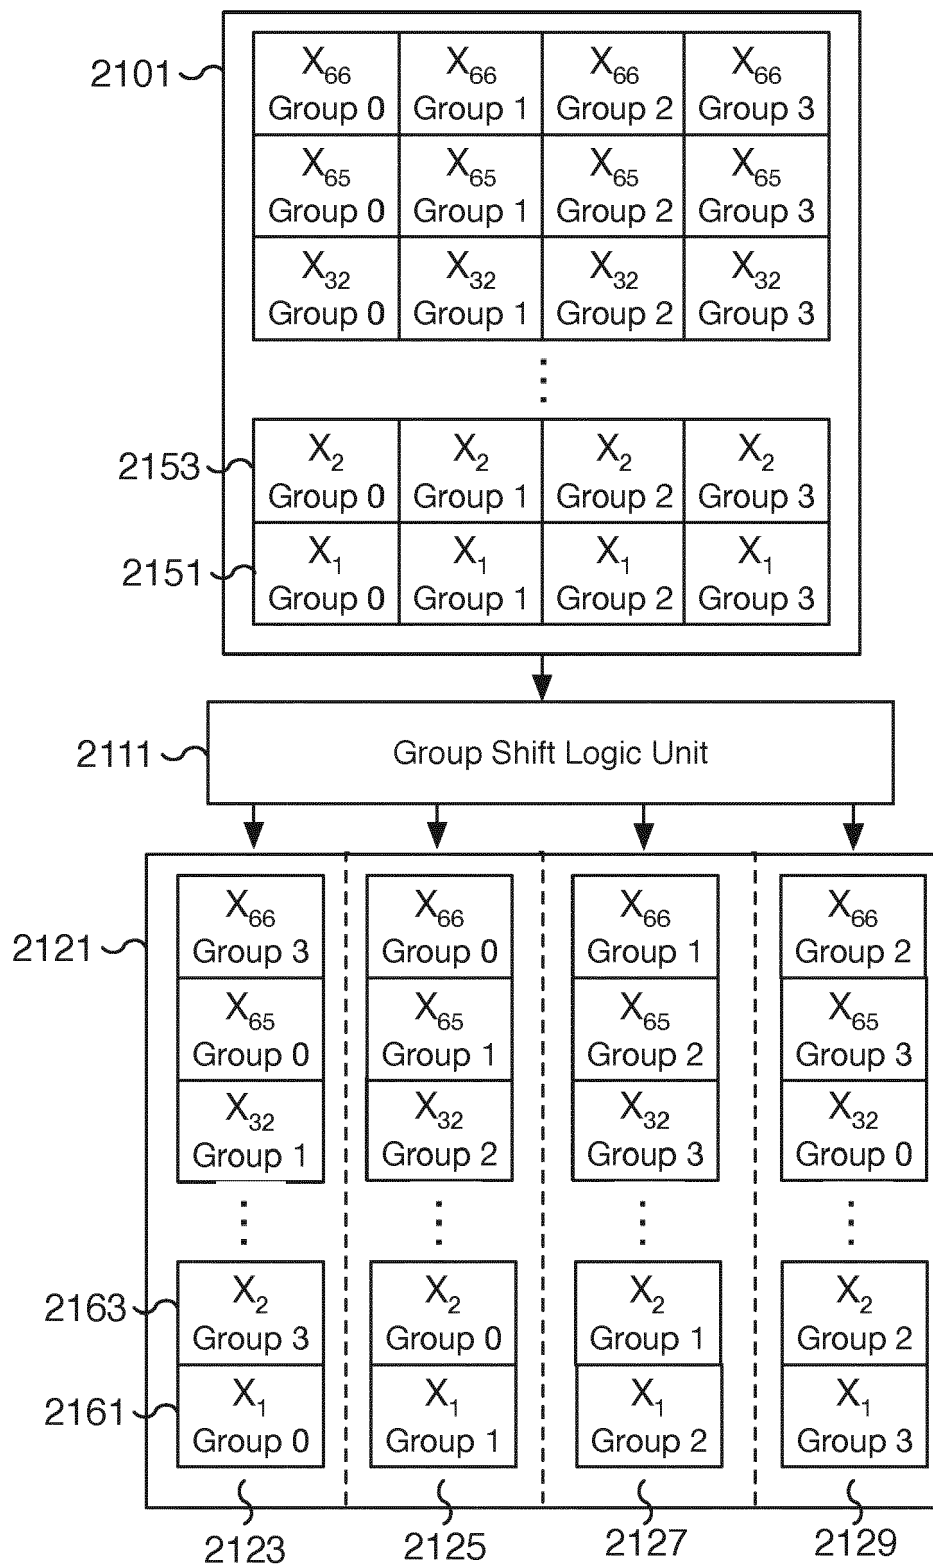 2101
X66 X66 X66 X66
Group 0 Group 1 Group 2 Group 3
X65 X65 X65 X65
Group 0 Group 1 Group 2 Group 3
X32 X32 X32 X32
Group 0 Group 1 Group 2 Group 3
2153
X2 X2 X2 X2
Group 0 Group 1 Group 2 Group 3
2151
X1 X1 X1 X1
Group 0 Group 1 Group 2 Group 3
2111
Group Shift Logic Unit
2121
X66 X66 X66 X66
Group 3 Group 0 Group 1 Group 2
X65 X65 X65 X65
Group 0 Group 1 Group 2 Group 3
X32 X32 X32 X32
Group 1 Group 2 Group 3 Group 0
2163
X2 X2 X2 X2
Group 3 Group 0 Group 1 Group 2
2161
X1 X1 X1 X1
Group 0 Group 1 Group 2 Group 3
2123 2125 2127 2129